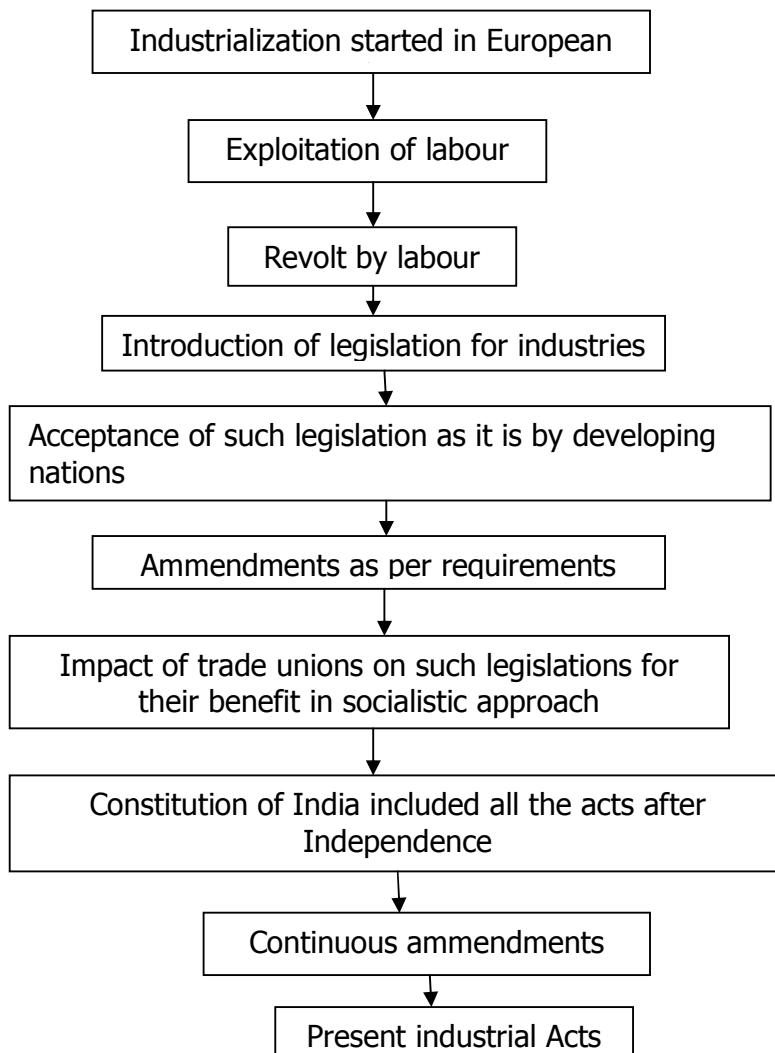 Industrialization started in European
Exploitation of labour
Revolt by labour
Introduction of legislation for industries
Acceptance of such legislation as it is by developing
nations
Ammendments as per requirements
Impact of trade unions on such legislations for
their benefit in socialistic approach
Constitution of India included all the acts after
Independence
Continuous ammendments
Present industrial Acts